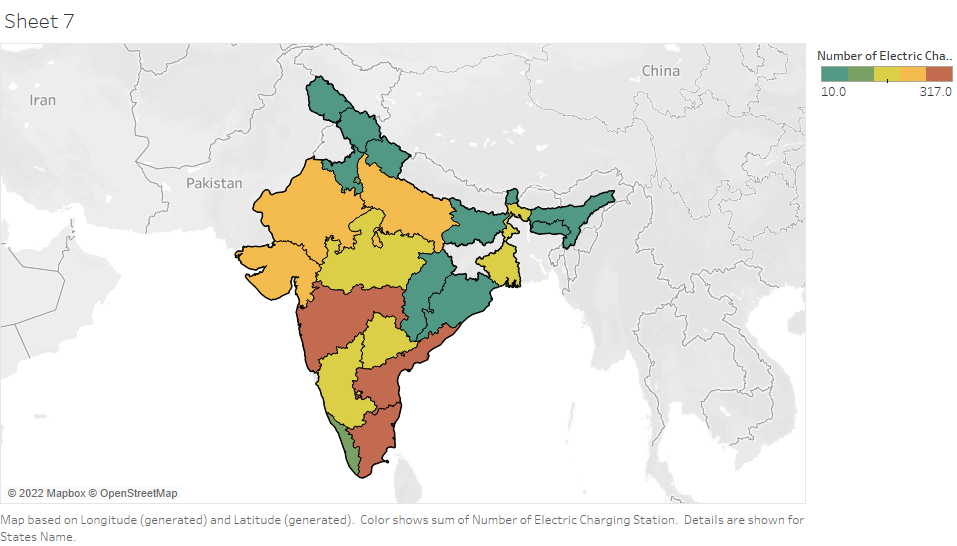 Sheet 7
Number of Electric Cha..
10.0 317.0
China
Iran
Pakistan
© 2022 Mapbox © OpenStreetMap
Map based on Longitude (generated) and Latitude (generated). Color shows sum of Number of Electric Charging Station. Details are shown for
States Name.